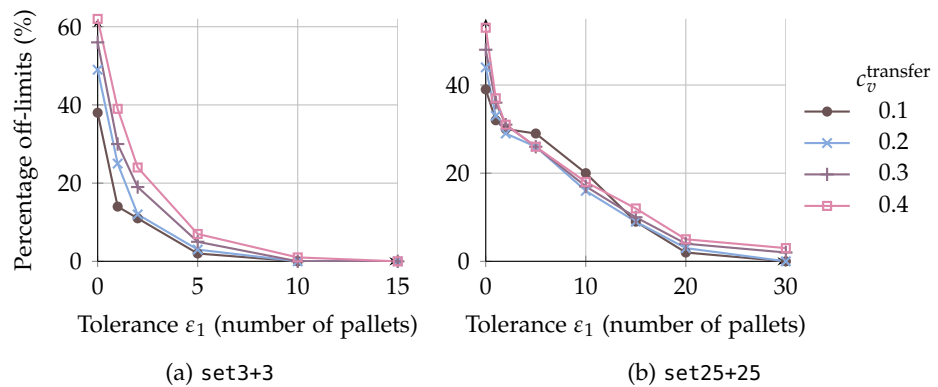 Percentage off-limits (%)
60
40
20
0
0 5 10 15
Tolerance ε₁ (number of pallets)
(a) set3+3
40
20
0
0 10 20 30
Tolerance ε₁ (number of pallets)
(b) set25+25
c_v^transfer
0.1
0.2
0.3
0.4